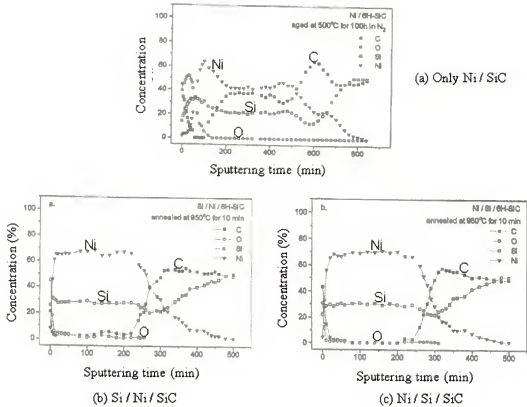 Ni / 6H-SiC
aged at 500°C for 100h in N₂
C
O
Si
Ni
Ni
C
Si
O
100
80
60
40
20
0
0 200 400 600 800
Concentration
Sputtering time (min)
(a) Only Ni / SiC
a.
Si / Ni / 6H-SiC
annealed at 950°C for 10 min
C
O
Si
Ni
Ni
C
Si
O
100
80
60
40
20
0
0 100 200 300 400 500
Concentration (%)
Sputtering time (min)
(b) Si / Ni / SiC
b.
Ni / Si / 6H-SiC
annealed at 950°C for 10 min
C
O
Si
Ni
Ni
C
Si
O
100
80
60
40
20
0
0 100 200 300 400 500
Concentration (%)
Sputtering time (min)
(c) Ni / Si / SiC